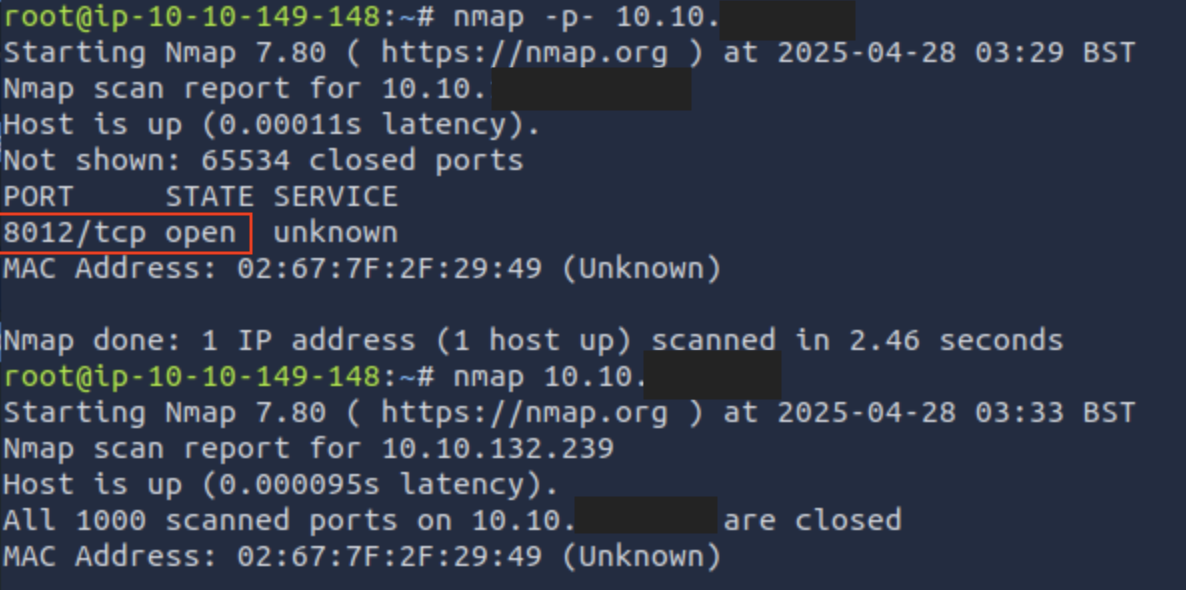 root@ip-10-10-149-148:~# nmap -p- 10.10.
Starting Nmap 7.80 ( https://nmap.org ) at 2025-04-28 03:29 BST
Nmap scan report for 10.10.
Host is up (0.00011s latency).
Not shown: 65534 closed ports
PORT     STATE SERVICE
8012/tcp open  unknown
MAC Address: 02:67:7F:2F:29:49 (Unknown)
Nmap done: 1 IP address (1 host up) scanned in 2.46 seconds
root@ip-10-10-149-148:~# nmap 10.10.
Starting Nmap 7.80 ( https://nmap.org ) at 2025-04-28 03:33 BST
Nmap scan report for 10.10.132.239
Host is up (0.000095s latency).
All 1000 scanned ports on 10.10. are closed
MAC Address: 02:67:7F:2F:29:49 (Unknown)